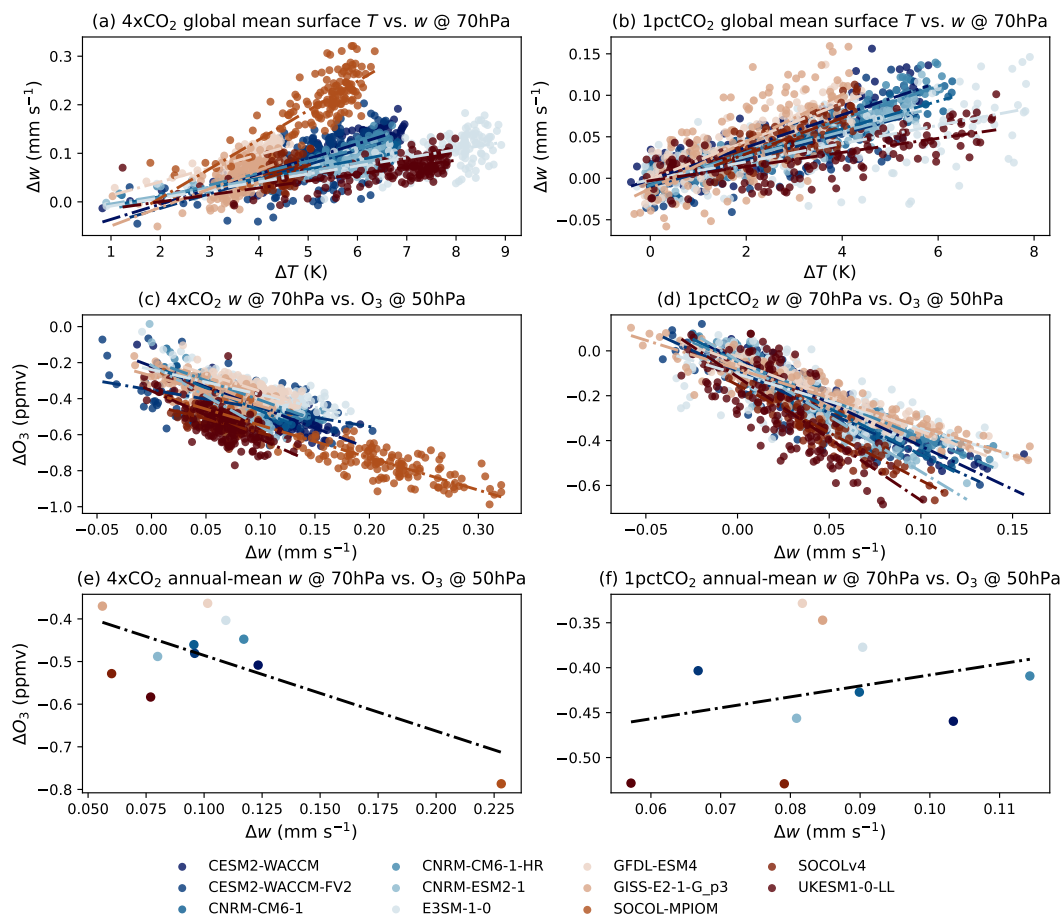 (a) 4xCO₂ global mean surface T vs. w @ 70hPa
(b) 1pctCO₂ global mean surface T vs. w @ 70hPa
Δw (mm s⁻¹)
0.3
0.2
0.1
0.0
1 2 3 4 5 6 7 8 9
ΔT (K)
Δw (mm s⁻¹)
0.15
0.10
0.05
0.00
−0.05
0 2 4 6 8
ΔT (K)
(c) 4xCO₂ w @ 70hPa vs. O₃ @ 50hPa
(d) 1pctCO₂ w @ 70hPa vs. O₃ @ 50hPa
ΔO₃ (ppmv)
0.0
−0.2
−0.4
−0.6
−0.8
−1.0
−0.05 0.00 0.05 0.10 0.15 0.20 0.25 0.30
Δw (mm s⁻¹)
0.0
−0.2
−0.4
−0.6
−0.05 0.00 0.05 0.10 0.15
Δw (mm s⁻¹)
(e) 4xCO₂ annual-mean w @ 70hPa vs. O₃ @ 50hPa
(f) 1pctCO₂ annual-mean w @ 70hPa vs. O₃ @ 50hPa
ΔO₃ (ppmv)
−0.4
−0.5
−0.6
−0.7
−0.8
0.050 0.075 0.100 0.125 0.150 0.175 0.200 0.225
Δw (mm s⁻¹)
−0.35
−0.40
−0.45
−0.50
0.06 0.07 0.08 0.09 0.10 0.11
Δw (mm s⁻¹)
CESM2-WACCM
CESM2-WACCM-FV2
CNRM-CM6-1
CNRM-CM6-1-HR
CNRM-ESM2-1
E3SM-1-0
GFDL-ESM4
GISS-E2-1-G_p3
SOCOL-MPIOM
SOCOLv4
UKESM1-0-LL